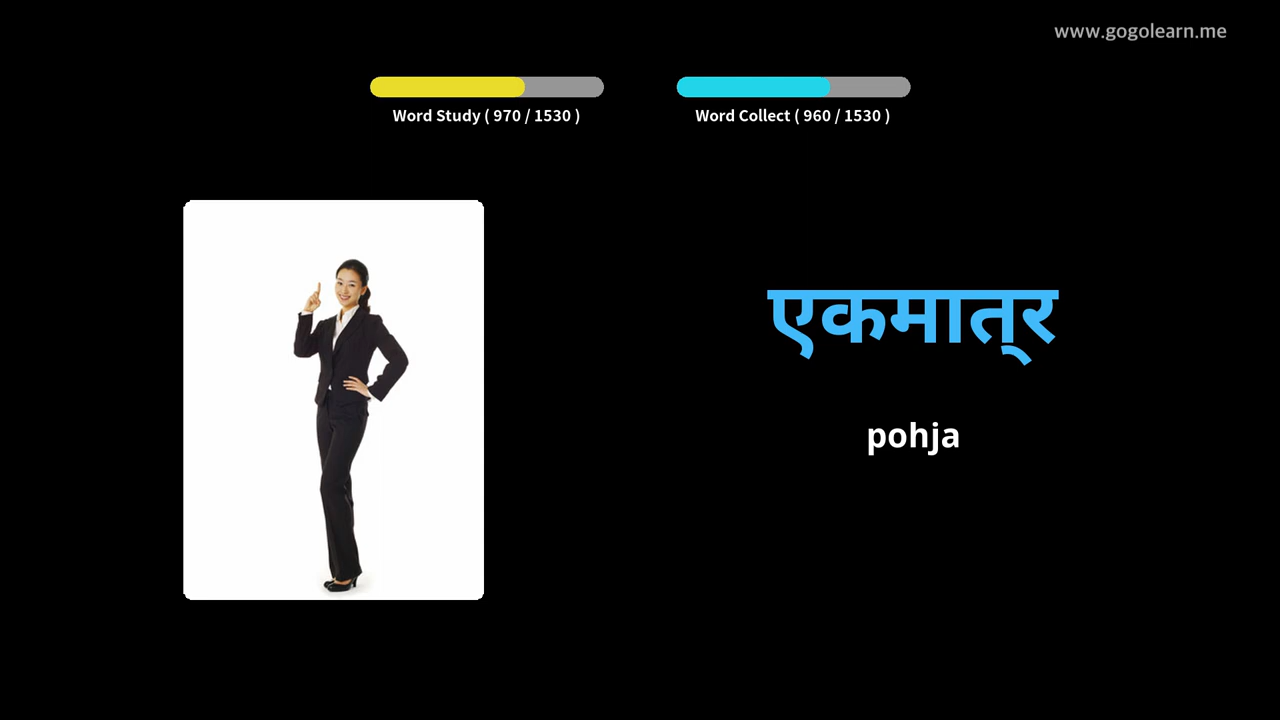 www.gogolearn.me
Word Study ( 970 / 1530 )
Word Collect ( 960 / 1530 )
एकमात्र
pohja